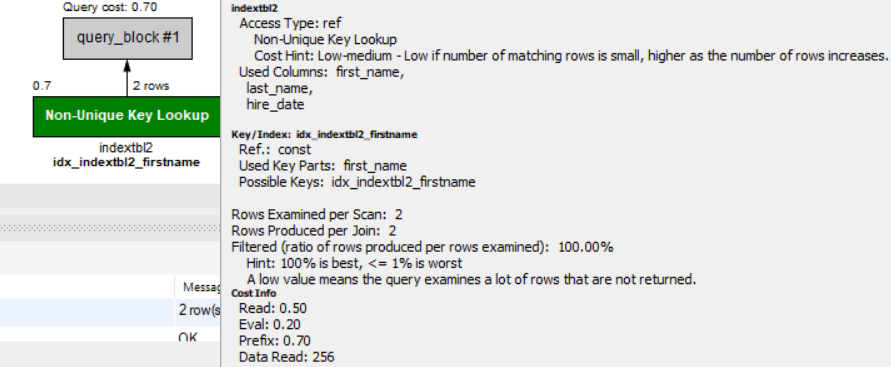 Query cost: 0.70
query_block #1
0.7
2 rows
Non-Unique Key Lookup
indextbl2
idx_indextbl2_firstname
Messag
2 row(s
OK
indextbl2
Access Type: ref
Non-Unique Key Lookup
Cost Hint: Low-medium - Low if number of matching rows is small, higher as the number of rows increases.
Used Columns: first_name,
last_name,
hire_date
Key/Index: idx_indextbl2_firstname
Ref.: const
Used Key Parts: first_name
Possible Keys: idx_indextbl2_firstname
Rows Examined per Scan: 2
Rows Produced per Join: 2
Filtered (ratio of rows produced per rows examined): 100.00%
Hint: 100% is best, <= 1% is worst
A low value means the query examines a lot of rows that are not returned.
Cost Info
Read: 0.50
Eval: 0.20
Prefix: 0.70
Data Read: 256